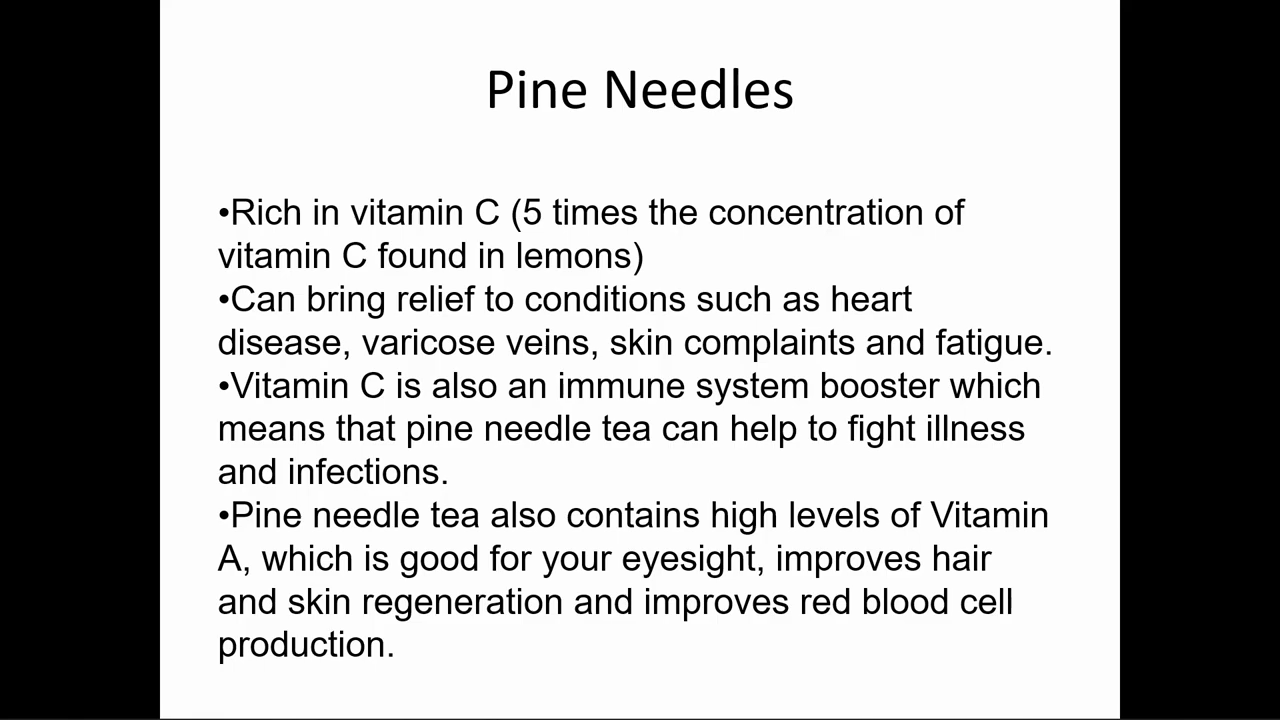 Pine Needles
•Rich in vitamin C (5 times the concentration of
vitamin C found in lemons)
•Can bring relief to conditions such as heart
disease, varicose veins, skin complaints and fatigue.
•Vitamin C is also an immune system booster which
means that pine needle tea can help to fight illness
and infections.
•Pine needle tea also contains high levels of Vitamin
A, which is good for your eyesight, improves hair
and skin regeneration and improves red blood cell
production.